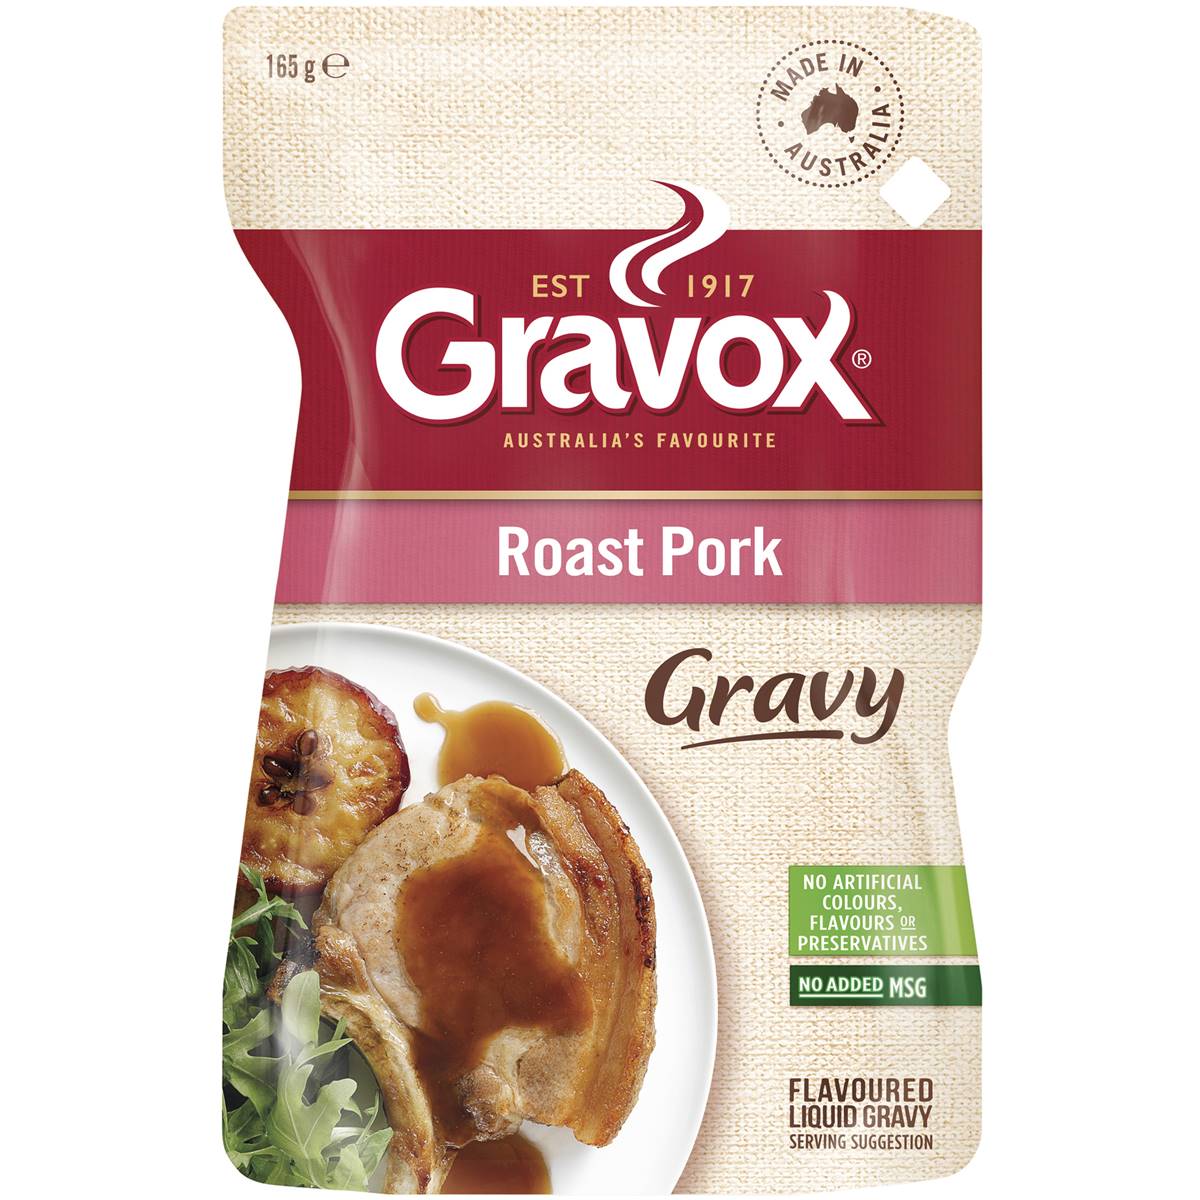 165 g ℮
MADE IN
AUSTRALIA
EST 1917
Gravox®
AUSTRALIA'S FAVOURITE
Roast Pork
Gravy
NO ARTIFICIAL
COLOURS,
FLAVOURS OR
PRESERVATIVES
NO ADDED MSG
FLAVOURED
LIQUID GRAVY
SERVING SUGGESTION